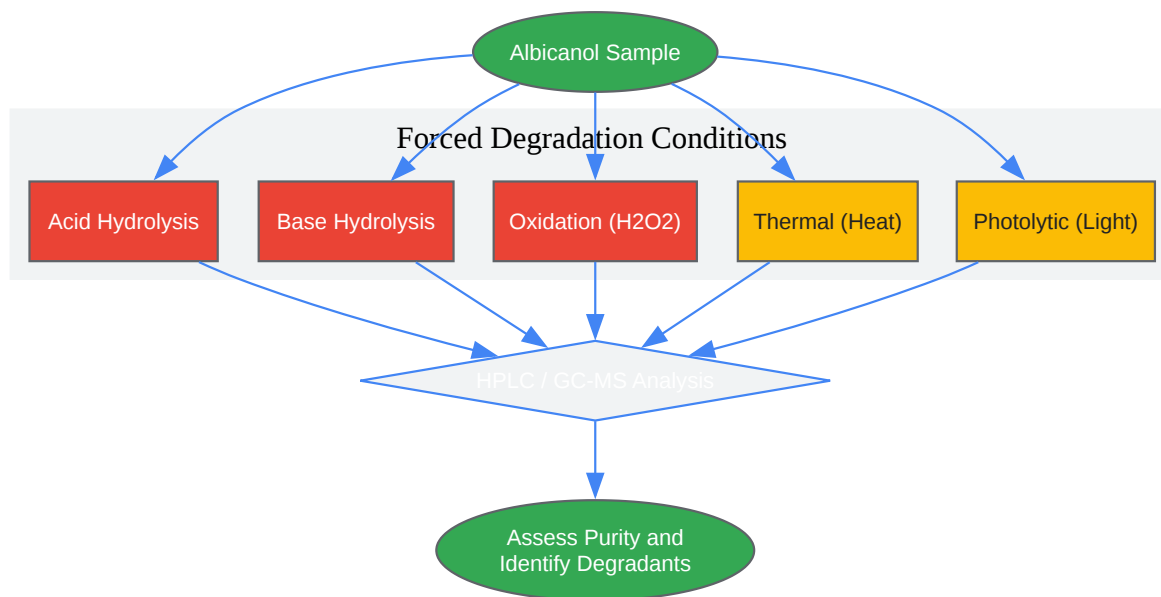 Albicanol Sample
Forced Degradation Conditions
Acid Hydrolysis
Base Hydrolysis
Oxidation (H2O2)
Thermal (Heat)
Photolytic (Light)
HPLC / GC-MS Analysis
Assess Purity and
Identify Degradants